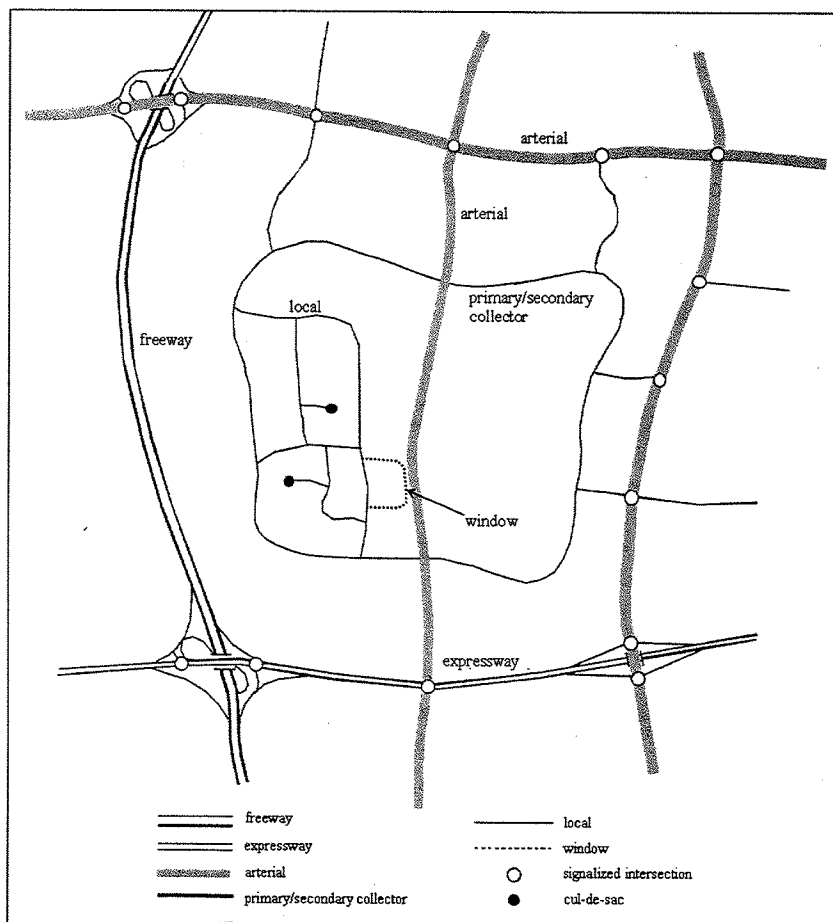 arterial
arterial
local
primary/secondary
collector
freeway
window
expressway
freeway
expressway
arterial
primary/secondary collector
local
window
signalized intersection
cul-de-sac